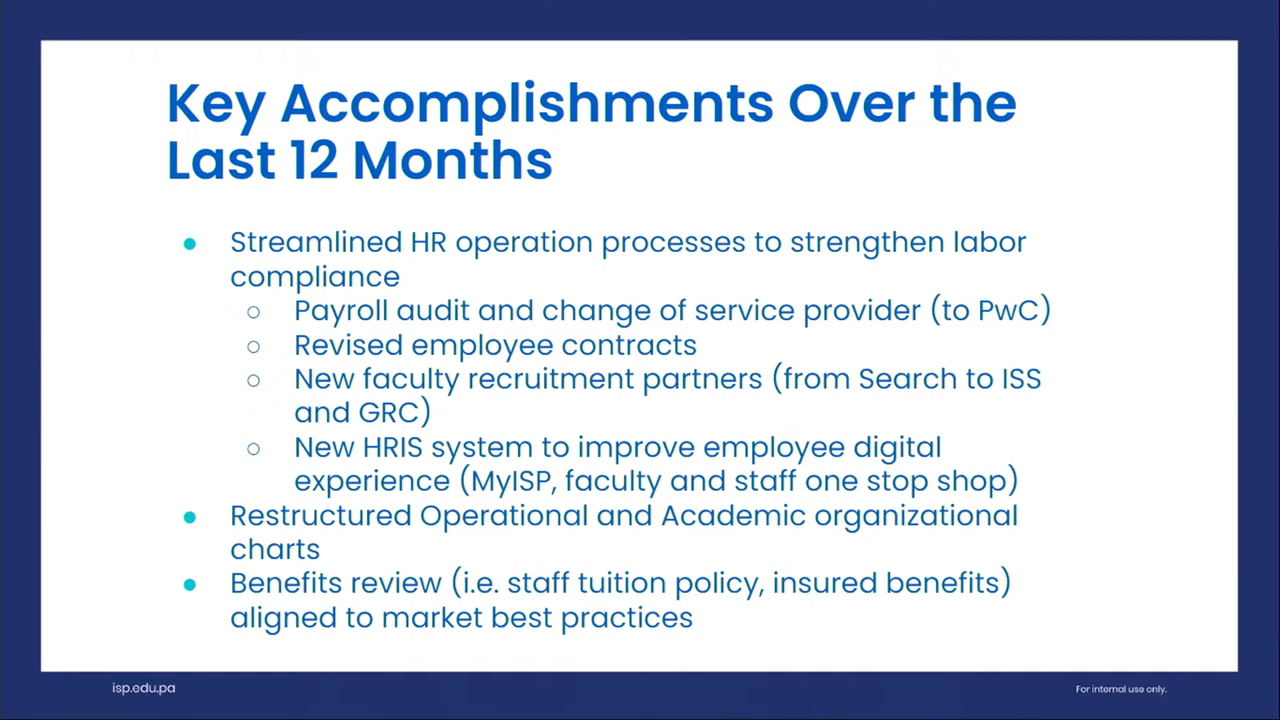 Key Accomplishments Over the
Last 12 Months
● Streamlined HR operation processes to strengthen labor
compliance
○ Payroll audit and change of service provider (to PwC)
○ Revised employee contracts
○ New faculty recruitment partners (from Search to ISS
and GRC)
○ New HRIS system to improve employee digital
experience (MyISP, faculty and staff one stop shop)
● Restructured Operational and Academic organizational
charts
● Benefits review (i.e. staff tuition policy, insured benefits)
aligned to market best practices
isp.edu.pa
For internal use only.